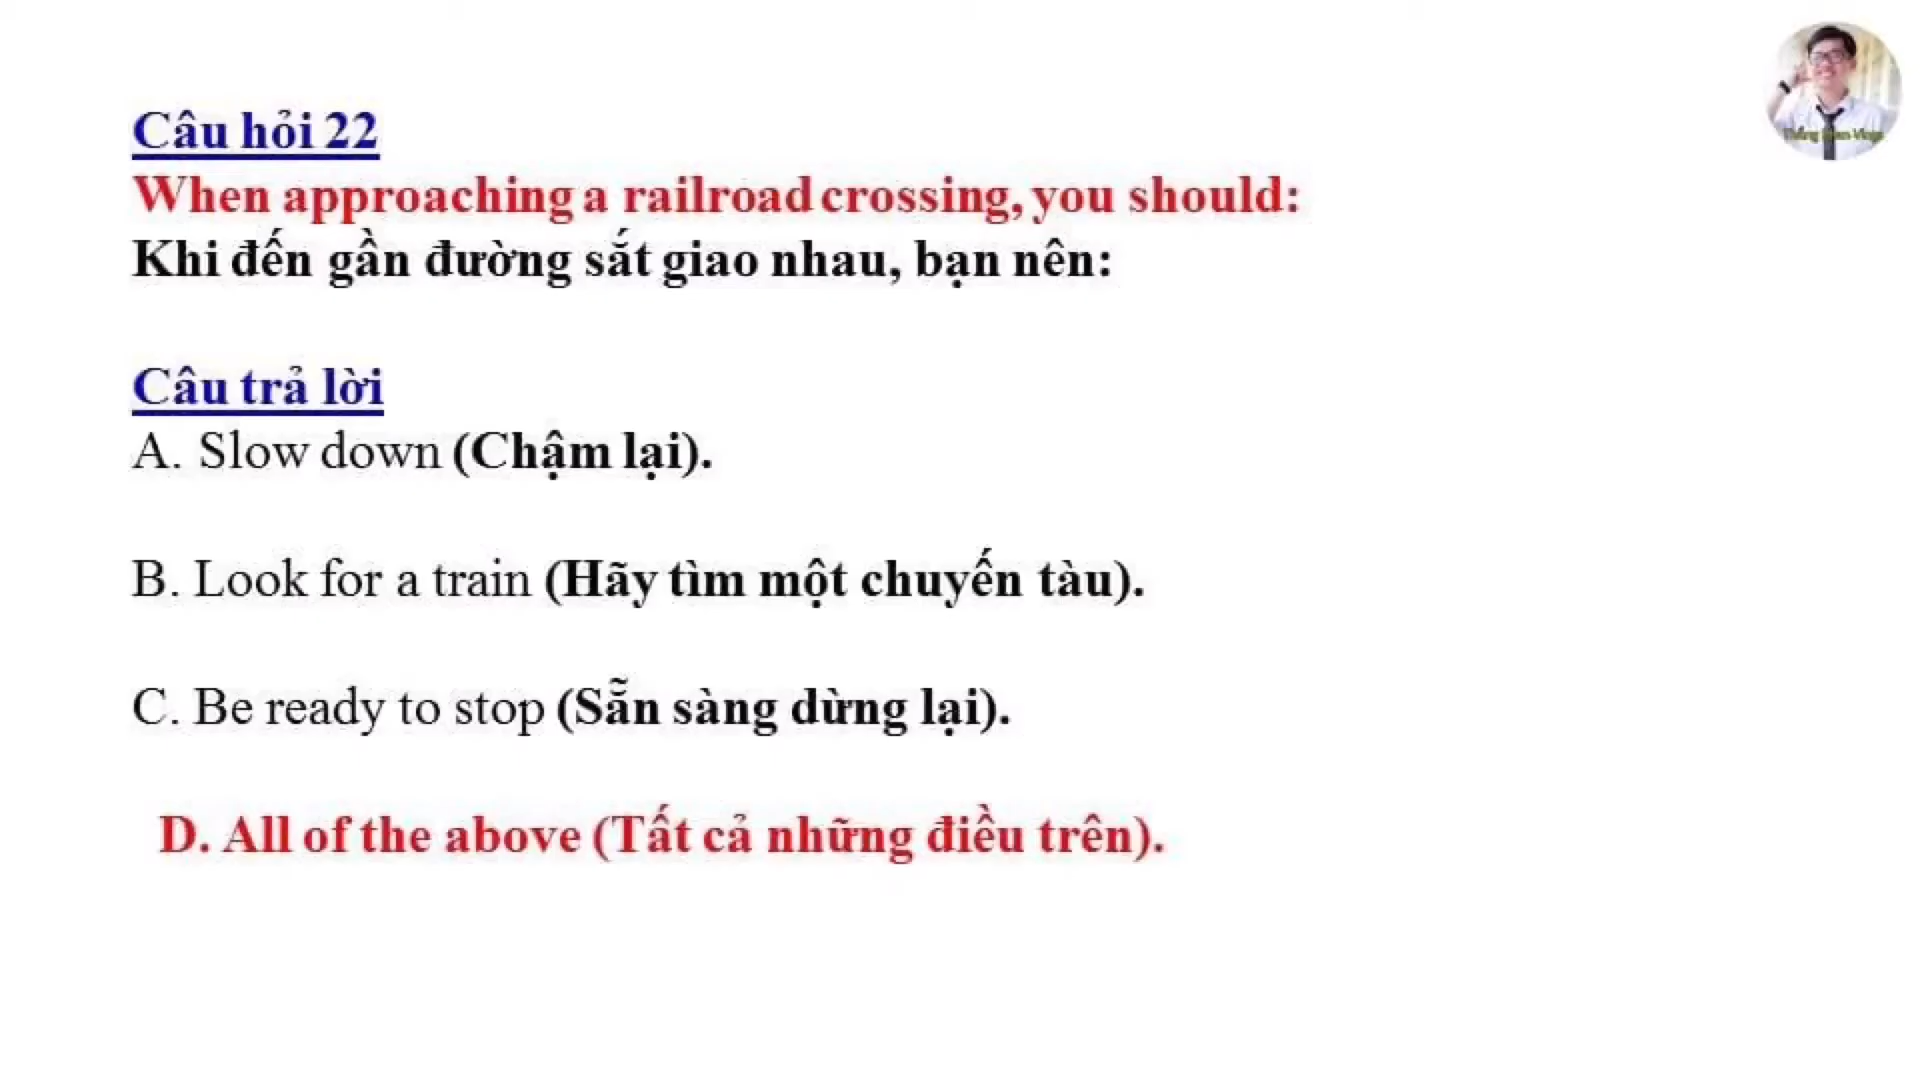 Câu hỏi 22
When approaching a railroad crossing, you should:
Khi đến gần đường sắt giao nhau, bạn nên:
Câu trả lời
A. Slow down (Chậm lại).
B. Look for a train (Hãy tìm một chuyến tàu).
C. Be ready to stop (Sẵn sàng dừng lại).
D. All of the above (Tất cả những điều trên).